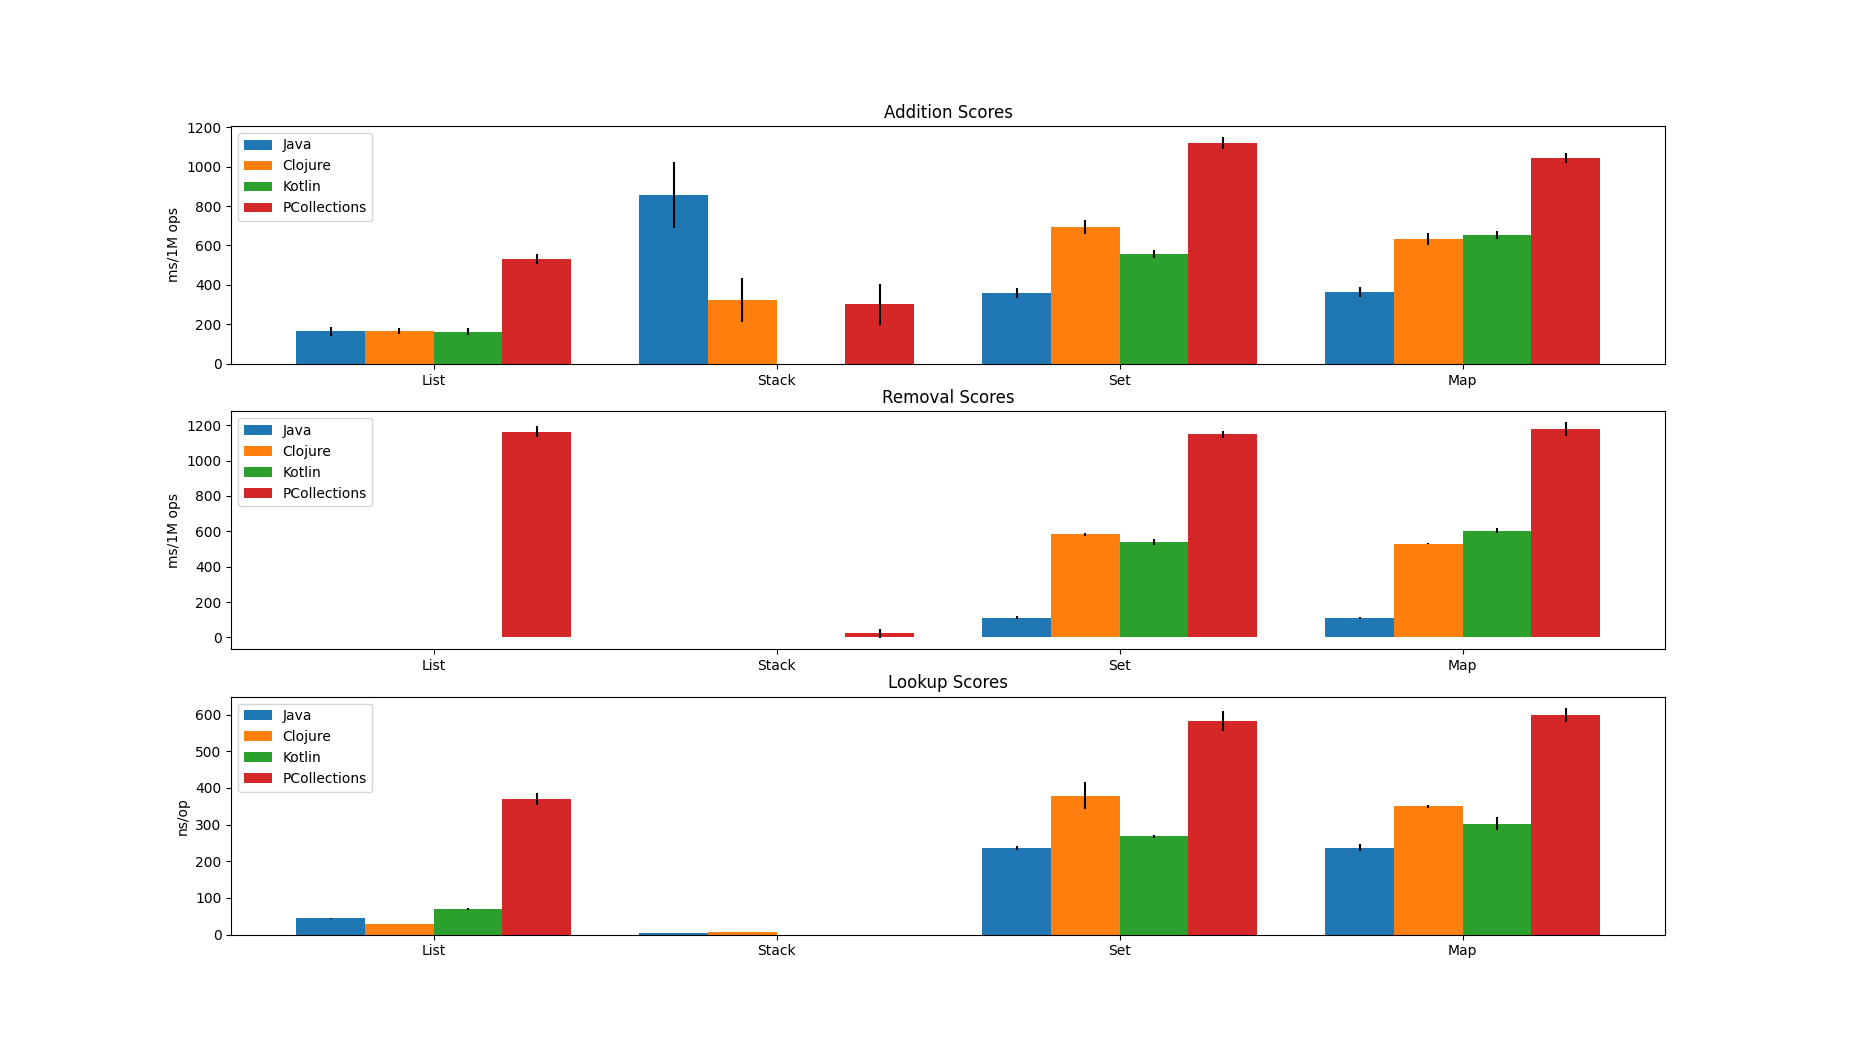 Addition Scores
1200
1000
800
600
400
200
0
ms/1M ops
Java
Clojure
Kotlin
PCollections
List Stack Set Map
Removal Scores
1200
1000
800
600
400
200
0
ms/1M ops
Java
Clojure
Kotlin
PCollections
List Stack Set Map
Lookup Scores
600
500
400
300
200
100
0
ns/op
Java
Clojure
Kotlin
PCollections
List Stack Set Map